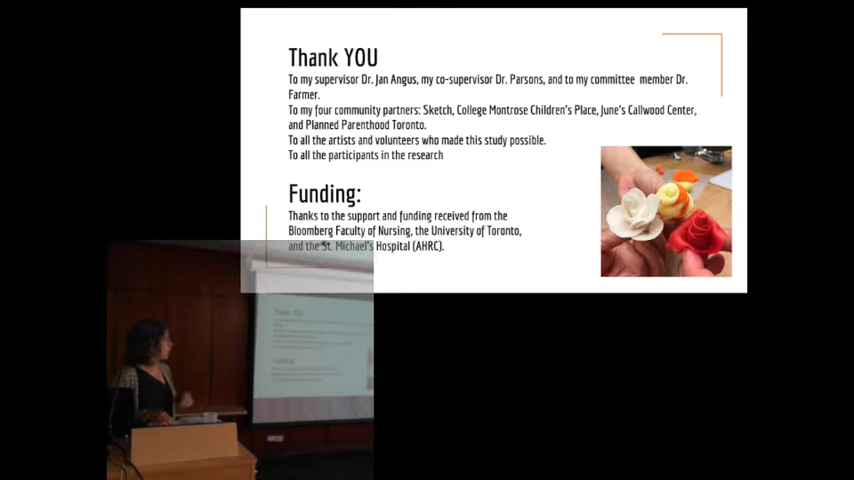 Thank YOU
To my supervisor Dr. Jan Angus, my co-supervisor Dr. Parsons, and to my committee member Dr.
Farmer.
To my four community partners: Sketch, College Montrose Children's Place, June's Callwood Center,
and Planned Parenthood Toronto.
To all the artists and volunteers who made this study possible.
To all the participants in the research
Funding:
Thanks to the support and funding received from the
Bloomberg Faculty of Nursing, the University of Toronto,
and the St. Michael's Hospital (AHRC).